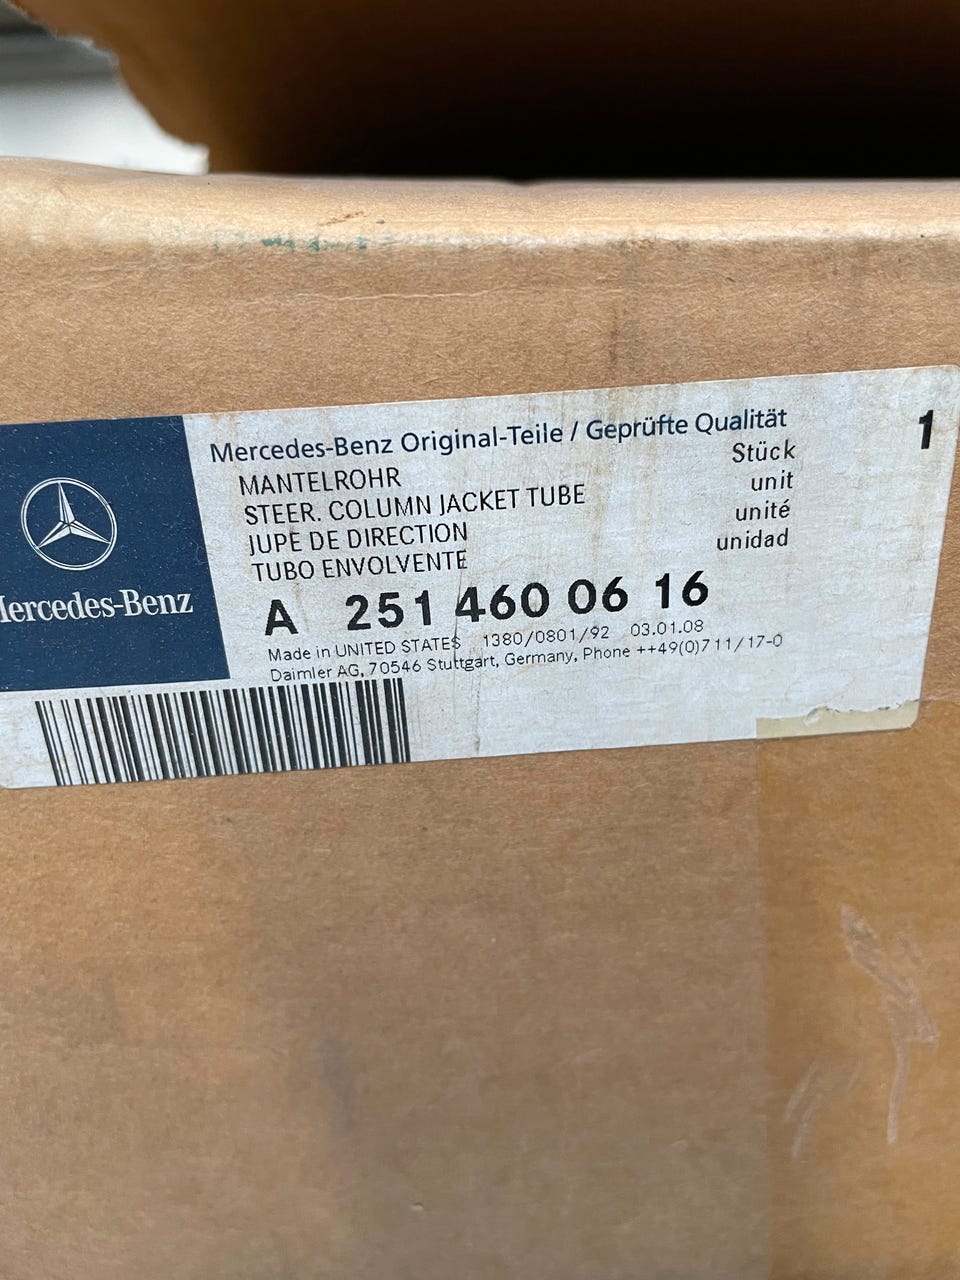 Mercedes-Benz Original-Teile / Geprüfte Qualität 1
MANTELROHR Stück
STEER. COLUMN JACKET TUBE unit
JUPE DE DIRECTION unité
TUBO ENVOLVENTE unidad
Mercedes-Benz
A 251 460 06 16
Made in UNITED STATES 1380/0801/92 03.01.08
Daimler AG, 70546 Stuttgart, Germany, Phone ++49(0)711/17-0